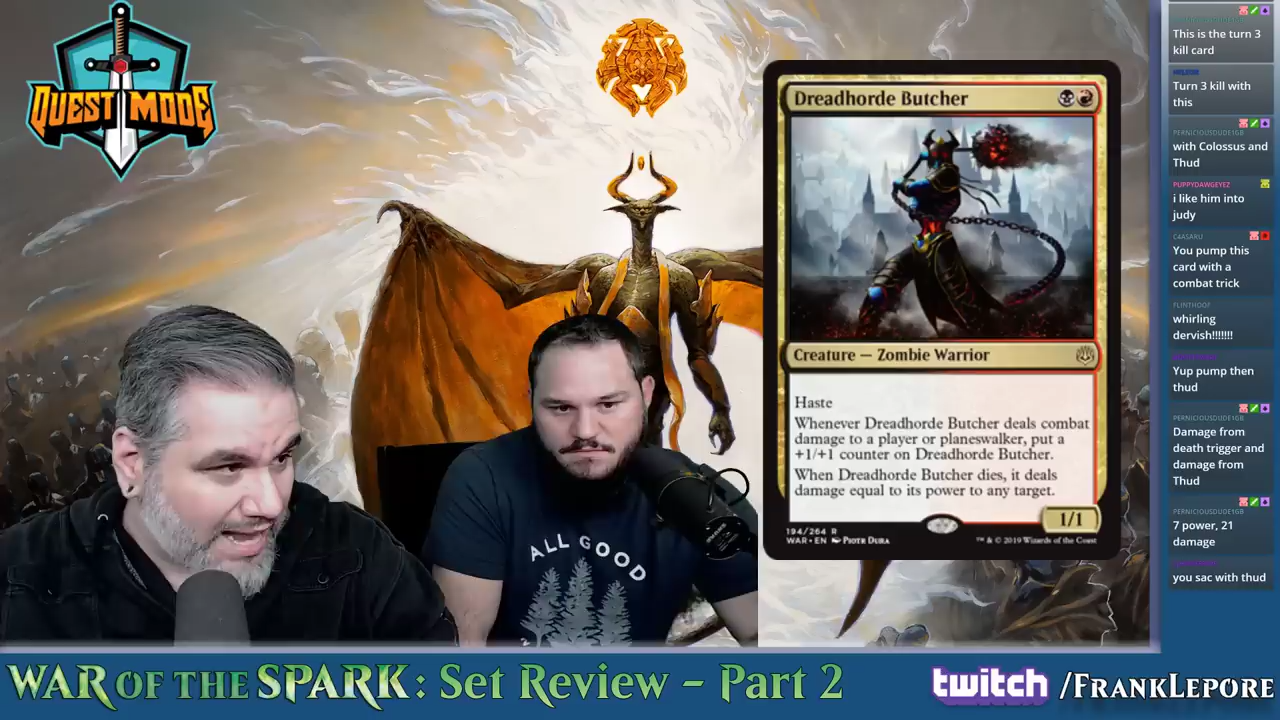 QUEST MODE
Dreadhorde Butcher
Creature — Zombie Warrior
Haste
Whenever Dreadhorde Butcher deals combat
damage to a player or planeswalker, put a
+1/+1 counter on Dreadhorde Butcher.
When Dreadhorde Butcher dies, it deals
damage equal to its power to any target.
1/1
194/264 R
WAR • EN Piotr Dura
™ & © 2019 Wizards of the Coast
ALL GOOD
This is the turn 3
kill card
Turn 3 kill with
this
PERNICIOUSDUDE1GB
with Colossus and
Thud
PUPPYDAWGEYEZ
i like him into
judy
C4ASARU
You pump this
card with a
combat trick
FLINTHOOF
whirling
dervish!!!!!!!
Yup pump then
thud
PERNICIOUSDUDE1GB
Damage from
death trigger and
damage from
Thud
PERNICIOUSDUDE1GB
7 power, 21
damage
you sac with thud
WAR OF THE SPARK: Set Review - Part 2
twitch /FrankLepore